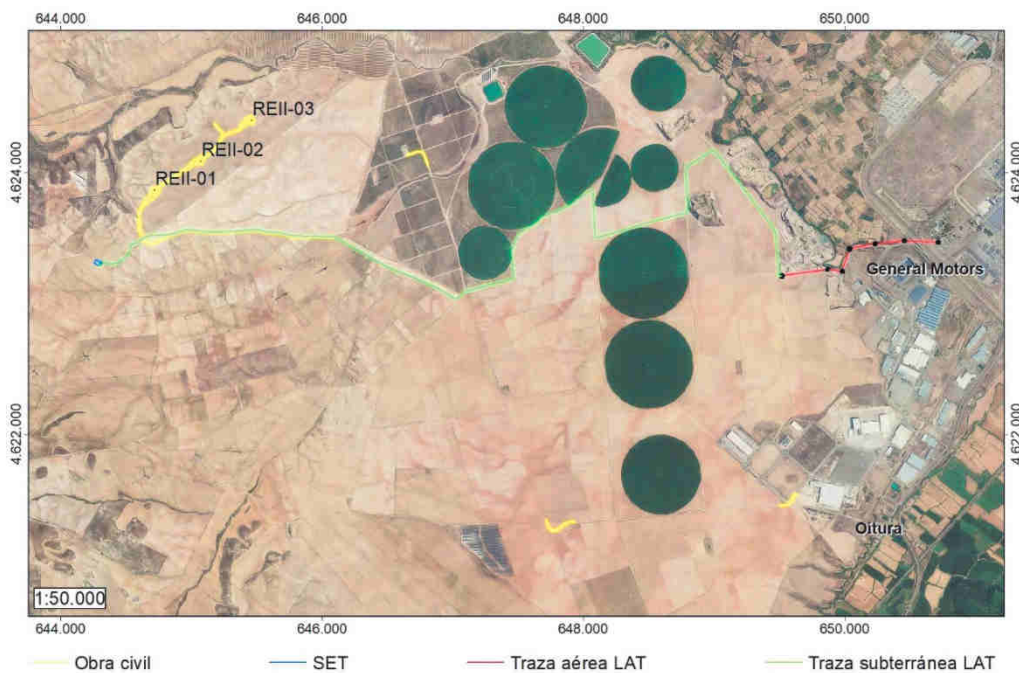 644.000 646.000 648.000 650.000
REII-03
REII-02
REII-01
4.624.000 4.624.000
General Motors
4.622.000 4.622.000
Oitura
1:50.000
644.000 646.000 648.000 650.000
Obra civil SET Traza aérea LAT Traza subterránea LAT